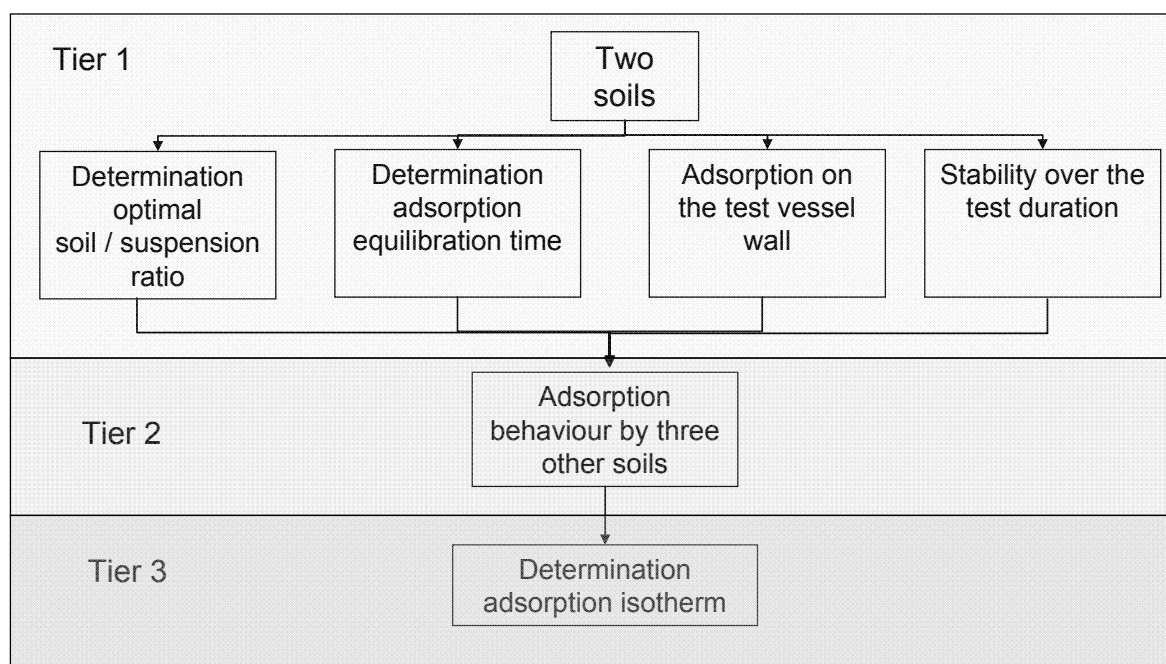 Tier 1
Two
soils
Determination
optimal
soil / suspension
ratio
Determination
adsorption
equilibration time
Adsorption on
the test vessel
wall
Stability over the
test duration
Tier 2
Adsorption
behaviour by three
other soils
Tier 3
Determination
adsorption isotherm